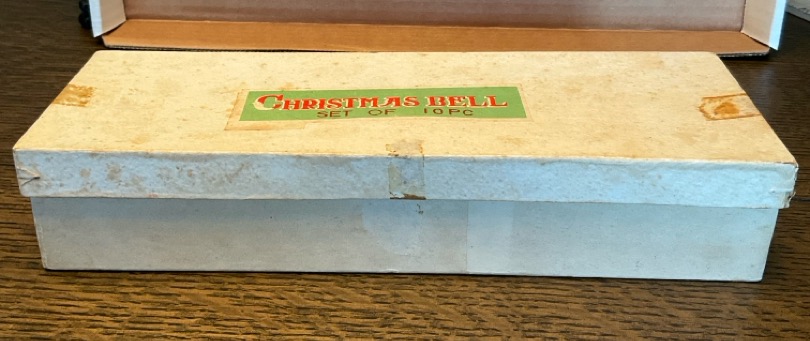 CHRISTMAS BELL
SET OF 10PC